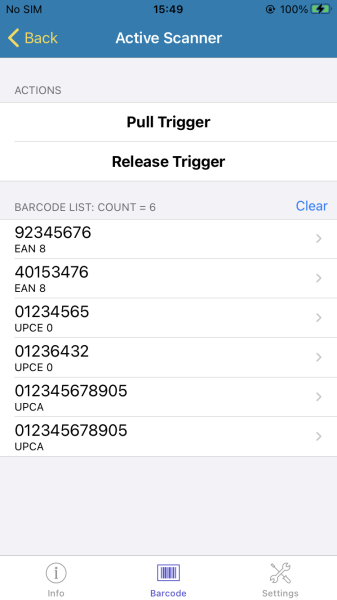 No SIM 15:49 100%
Back Active Scanner
ACTIONS
Pull Trigger
Release Trigger
BARCODE LIST: COUNT = 6 Clear
92345676
EAN 8
40153476
EAN 8
01234565
UPCE 0
01236432
UPCE 0
012345678905
UPCA
012345678905
UPCA
Info Barcode Settings